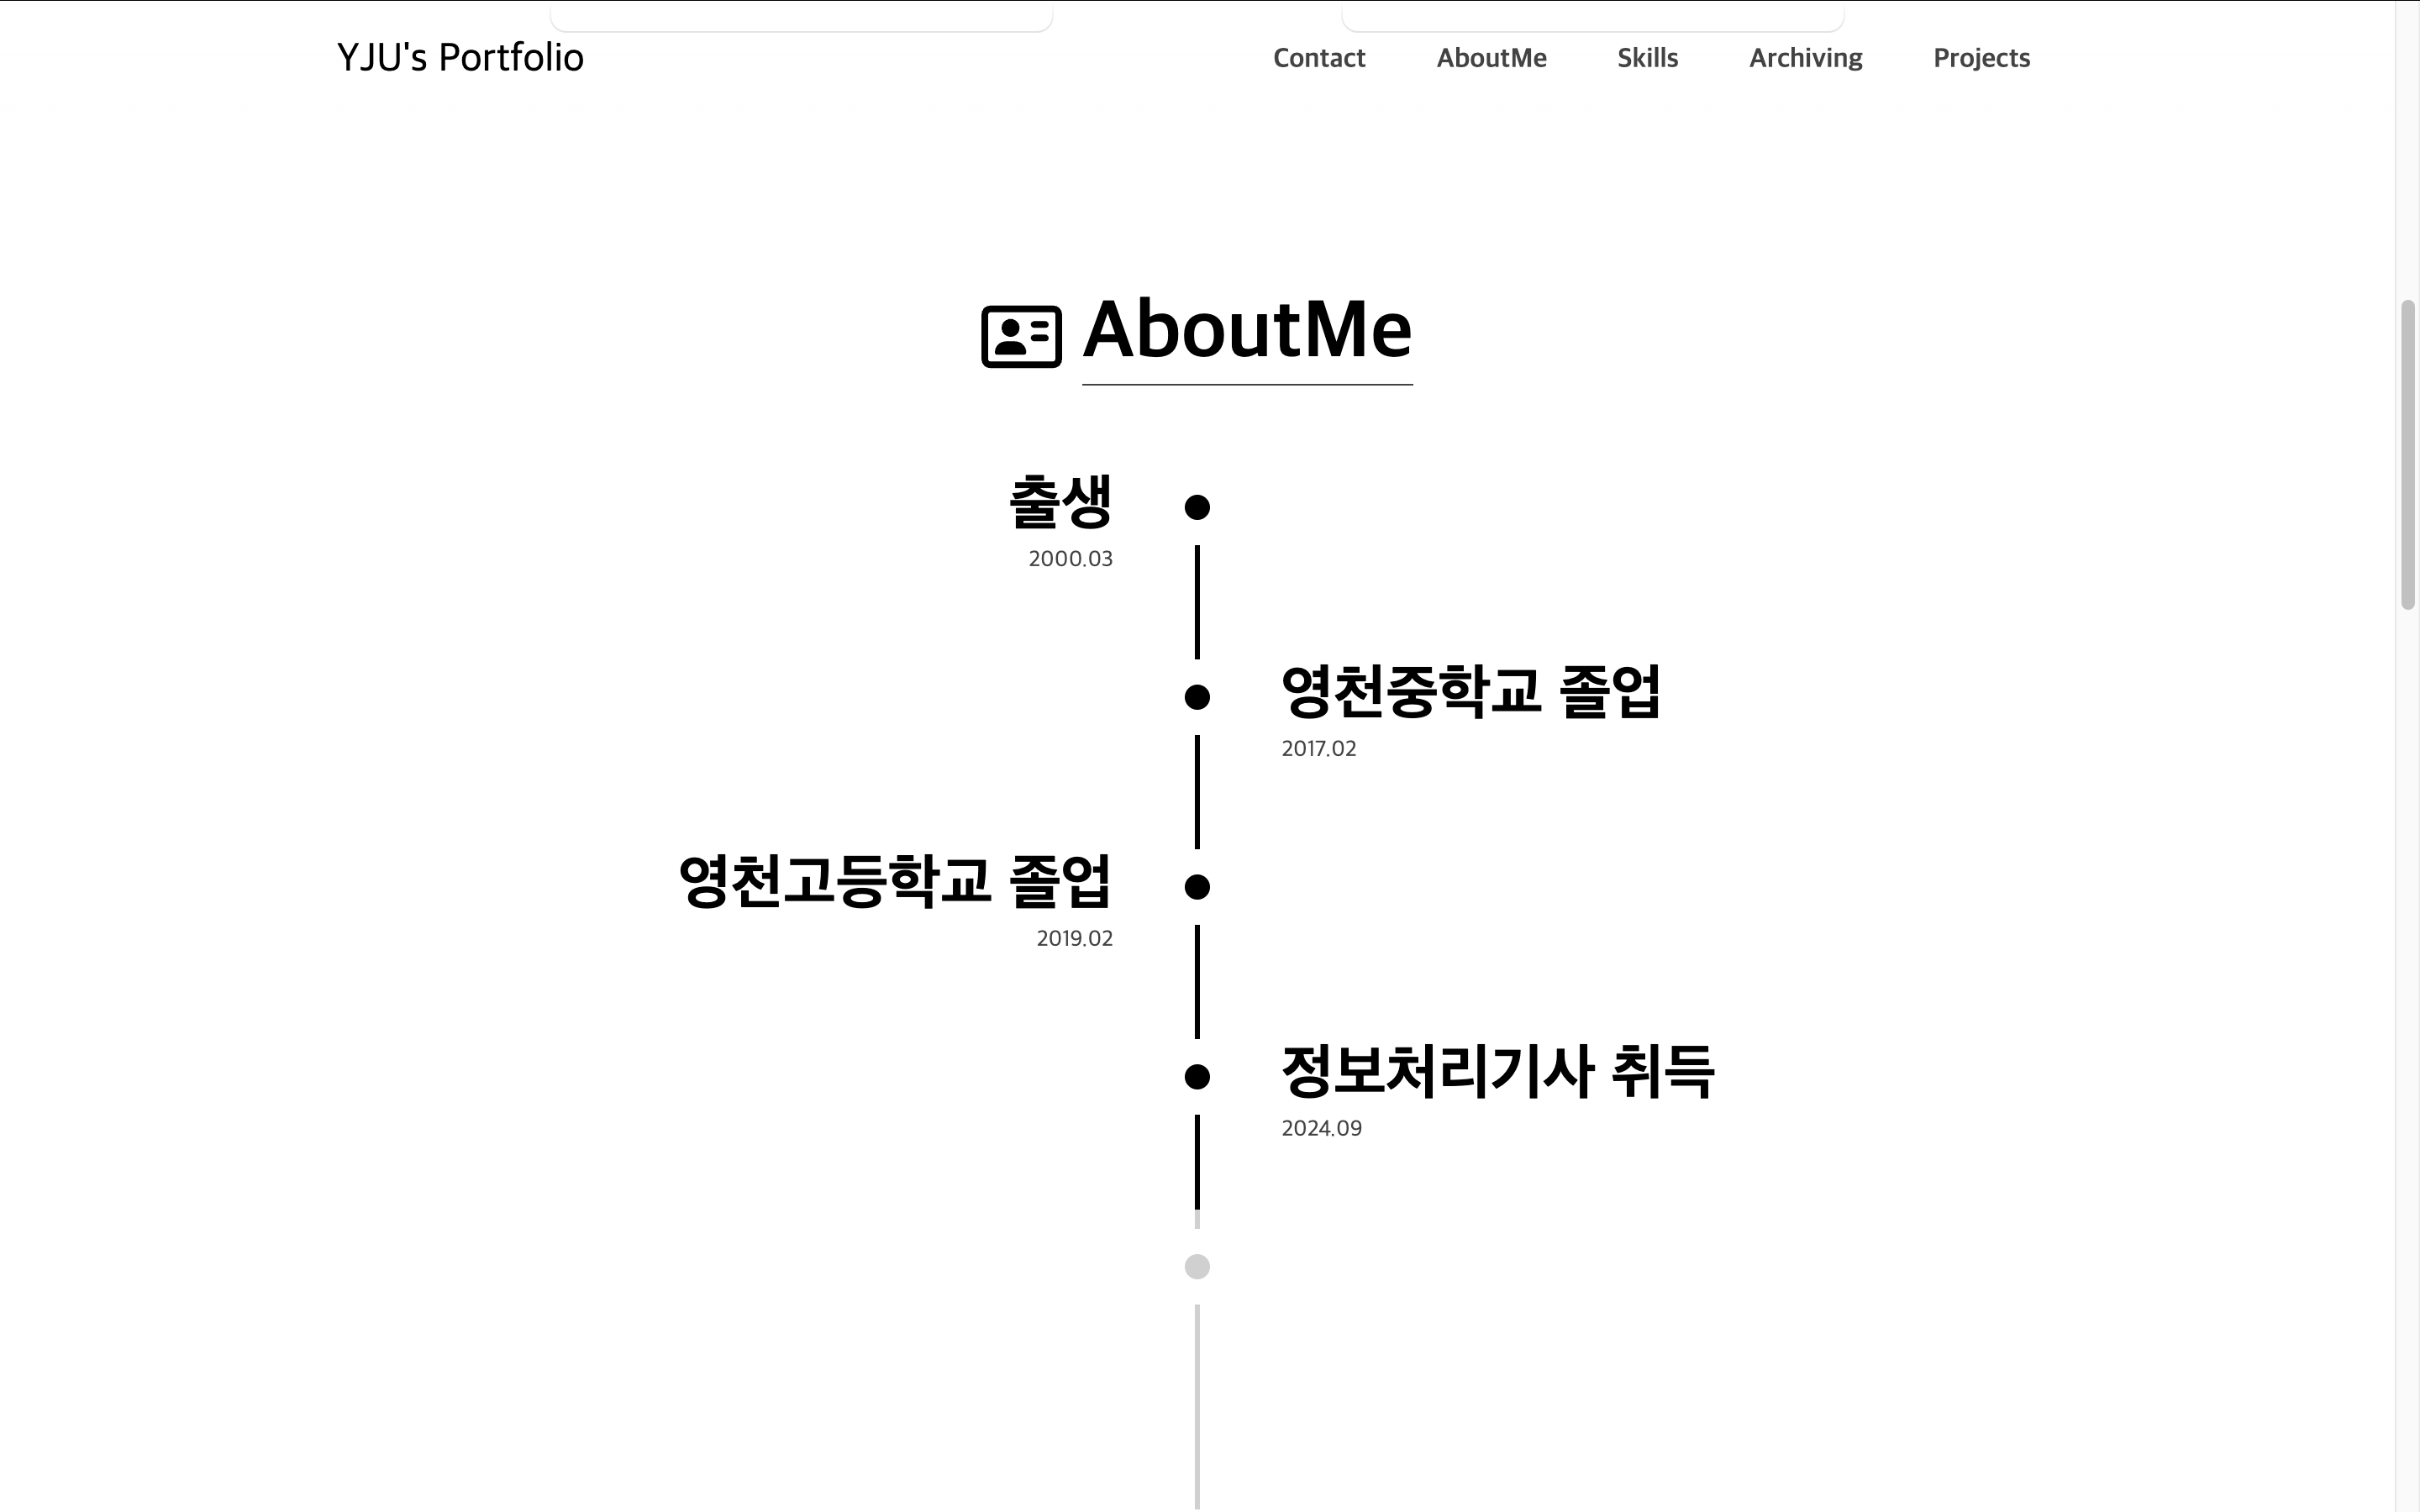 YJU's Portfolio
Contact AboutMe Skills Archiving Projects
AboutMe
출생
2000.03
영천중학교 졸업
2017.02
영천고등학교 졸업
2019.02
정보처리기사 취득
2024.09